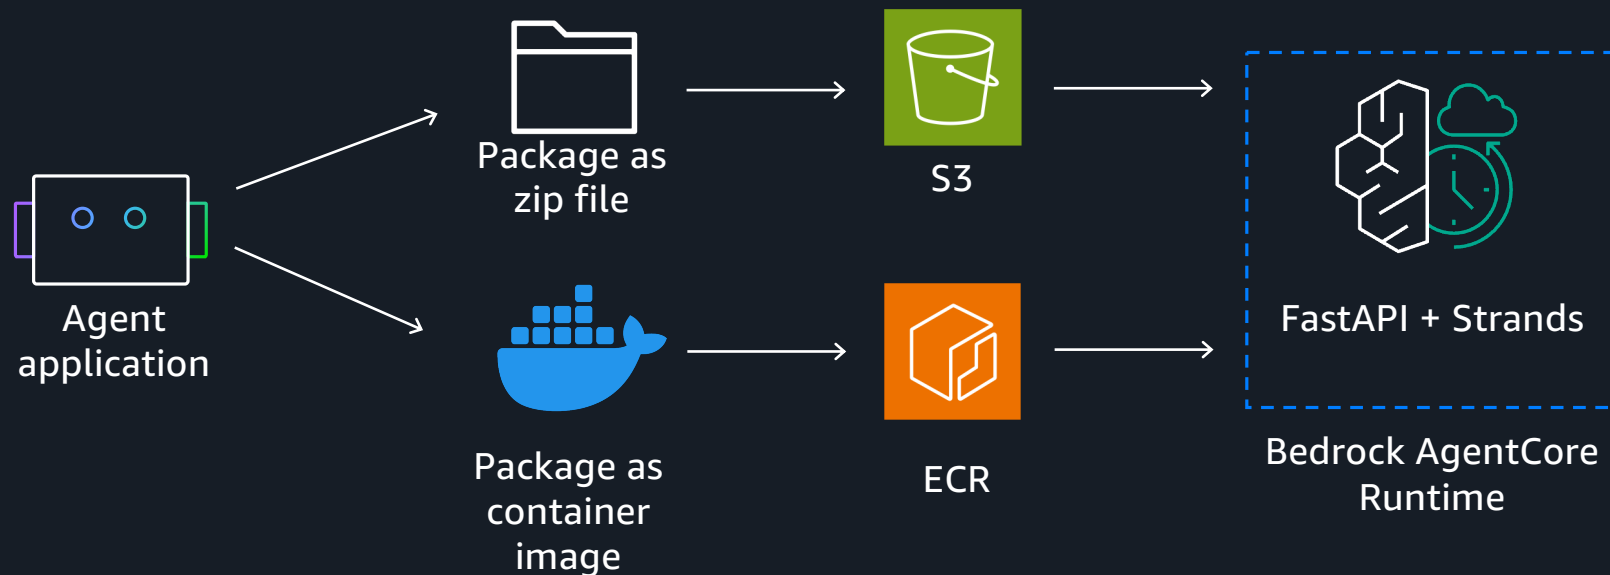 Agent
application
Package as
zip file
S3
Package as
container
image
ECR
FastAPI + Strands
Bedrock AgentCore
Runtime